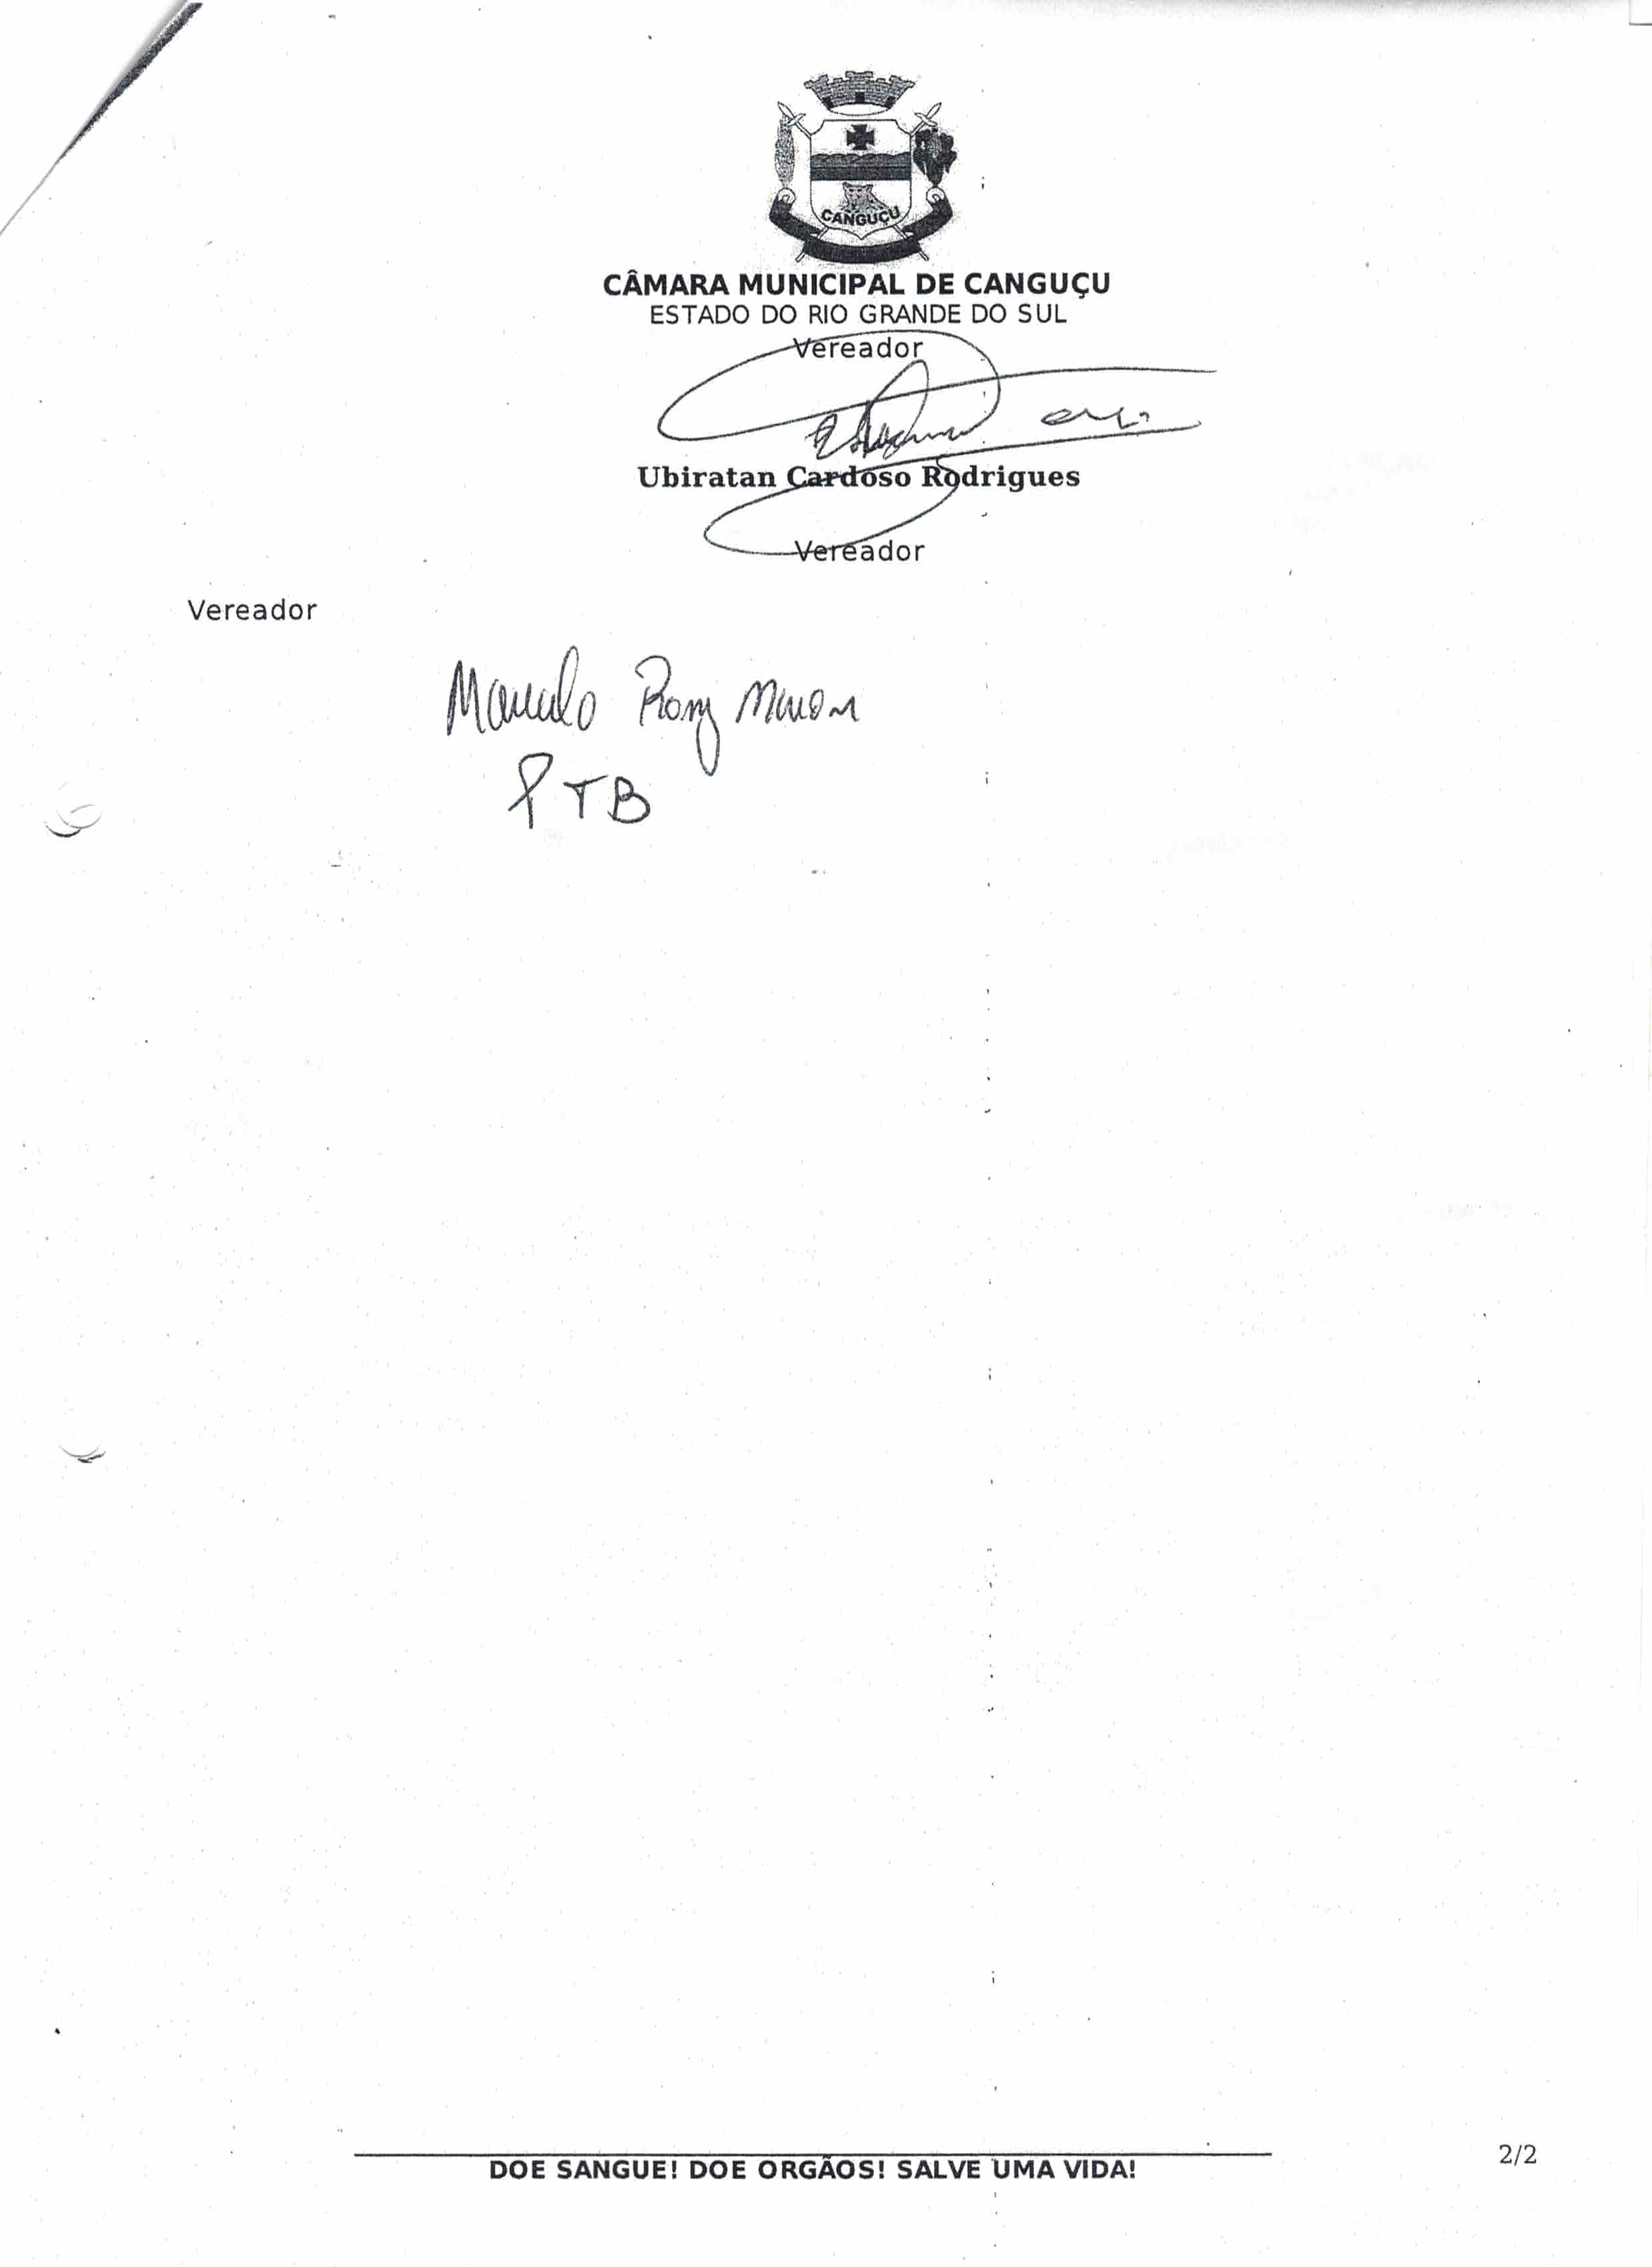 CANGUÇU
CÂMARA MUNICIPAL DE CANGUÇU
ESTADO DO RIO GRANDE DO SUL
Vereador
Ubiratan Cardoso Rodrigues
Vereador
Vereador
PTB
DOE SANGUE! DOE ORGÃOS! SALVE UMA VIDA!
2/2